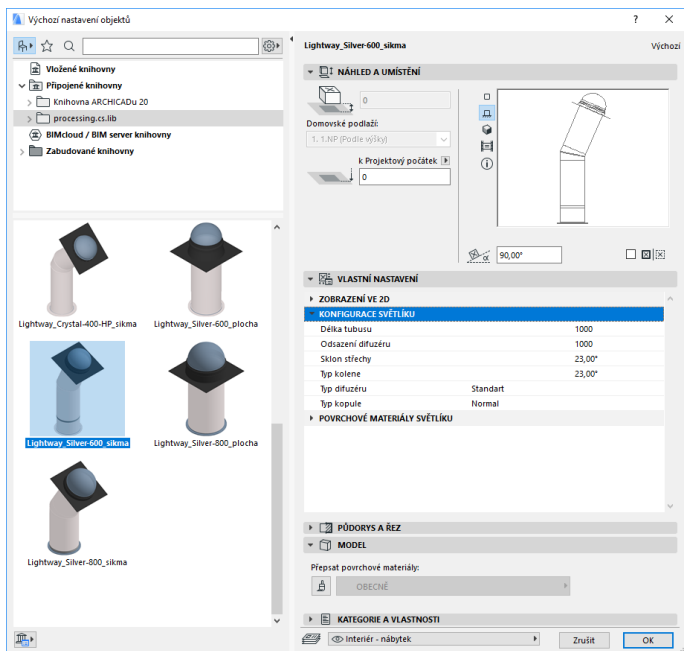 Výchozí nastavení objektů
?
Lightway_Silver-600_sikma
Výchozí
Vložené knihovny
Připojené knihovny
Knihovna ARCHICADu 20
processing.cs.lib
BIMcloud / BIM server knihovny
Zabudované knihovny
Lightway_Crystal-400-HP_sikma
Lightway_Silver-600_plocha
Lightway_Silver-600_sikma
Lightway_Silver-800_plocha
Lightway_Silver-800_sikma
NÁHLED A UMÍSTĚNÍ
0
Domovské podlaží:
1. 1.NP (Podle výšky)
k Projektový počátek
0
α
90,00°
VLASTNÍ NASTAVENÍ
ZOBRAZENÍ VE 2D
KONFIGURACE SVĚTLÍKU
Délka tubusu 1000
Odsazení difuzéru 1000
Sklon střechy 23,00°
Typ kolene 23,00°
Typ difuzéru Standart
Typ kopule Normal
POVRCHOVÉ MATERIÁLY SVĚTLÍKU
PŮDORYS A ŘEZ
MODEL
Přepsat povrchové materiály:
OBECNÉ
KATEGORIE A VLASTNOSTI
Interiér - nábytek
Zrušit
OK